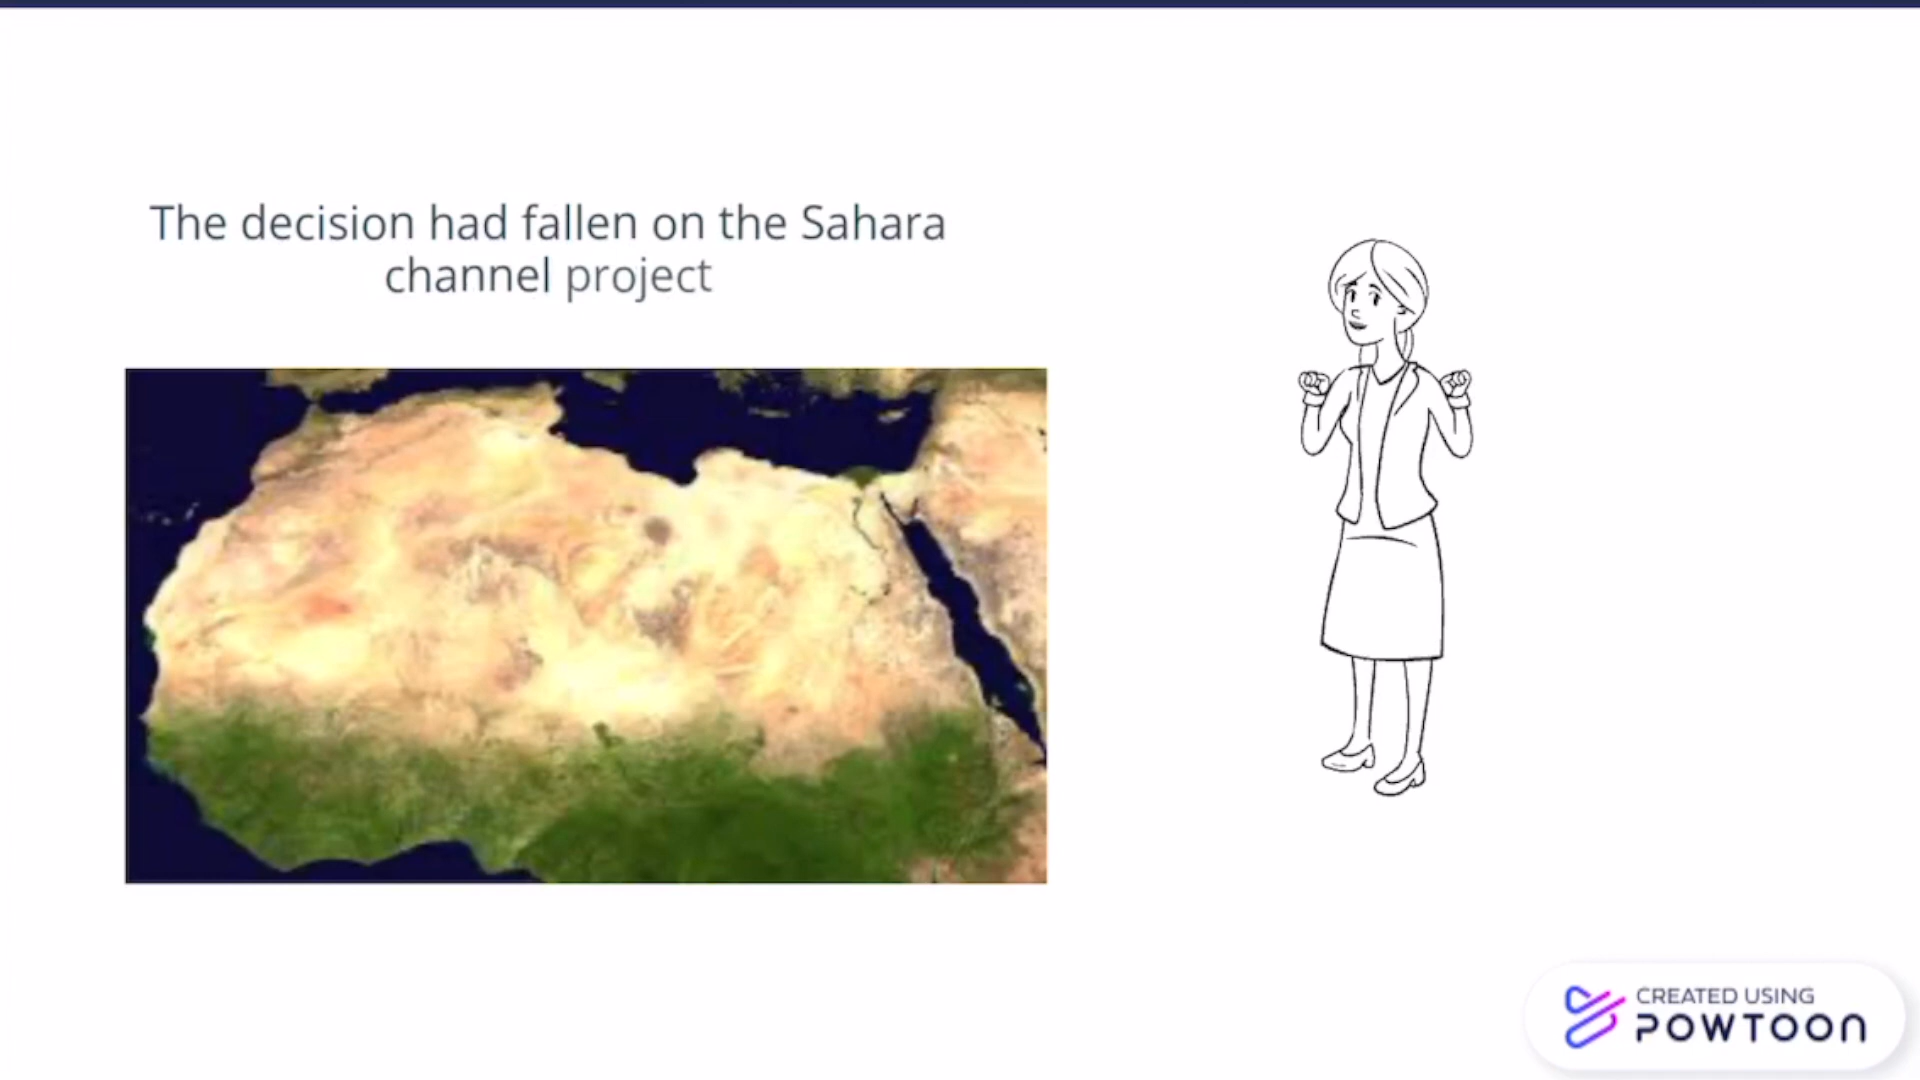 The decision had fallen on the Sahara
channel project
CREATED USING
POWTOON